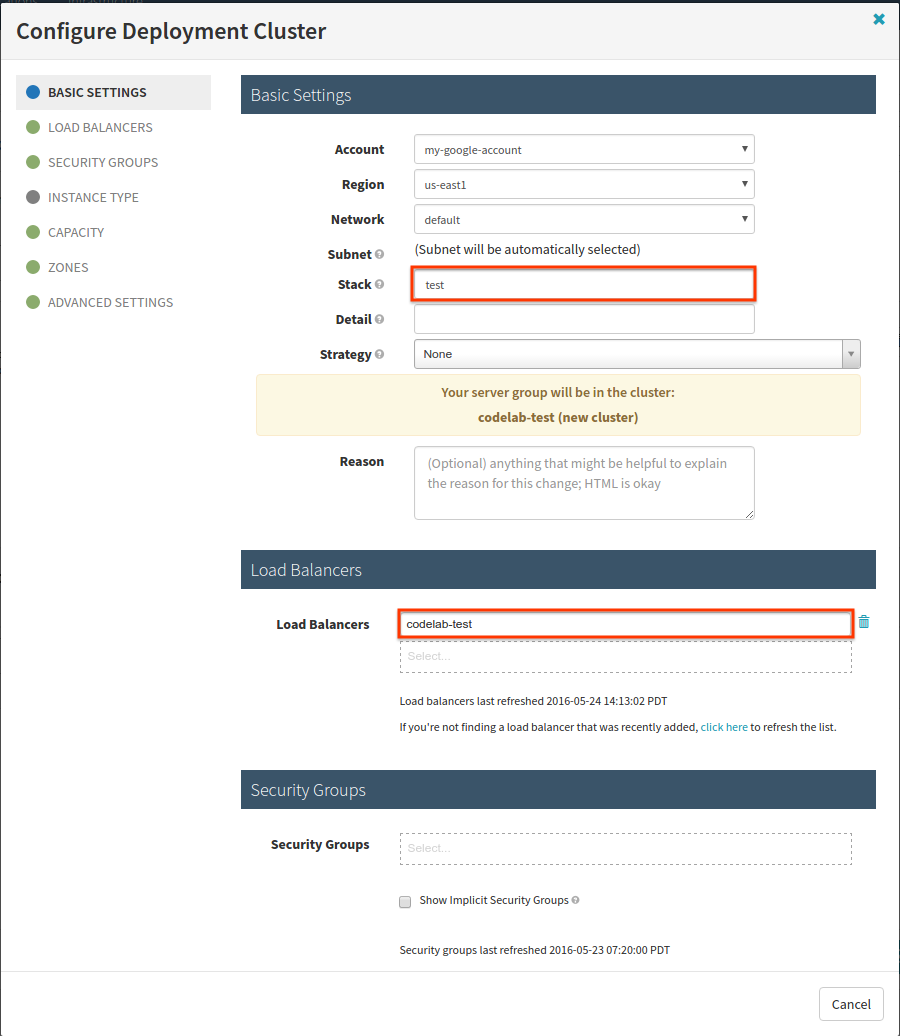 Configure Deployment Cluster
BASIC SETTINGS
LOAD BALANCERS
SECURITY GROUPS
INSTANCE TYPE
CAPACITY
ZONES
ADVANCED SETTINGS
Basic Settings
Account my-google-account
Region us-east1
Network default
Subnet (Subnet will be automatically selected)
Stack test
Detail
Strategy None
Your server group will be in the cluster:
codelab-test (new cluster)
Reason (Optional) anything that might be helpful to explain
the reason for this change; HTML is okay
Load Balancers
Load Balancers codelab-test
Select...
Load balancers last refreshed 2016-05-24 14:13:02 PDT
If you're not finding a load balancer that was recently added, click here to refresh the list.
Security Groups
Security Groups Select...
Show Implicit Security Groups
Security groups last refreshed 2016-05-23 07:20:00 PDT
Cancel